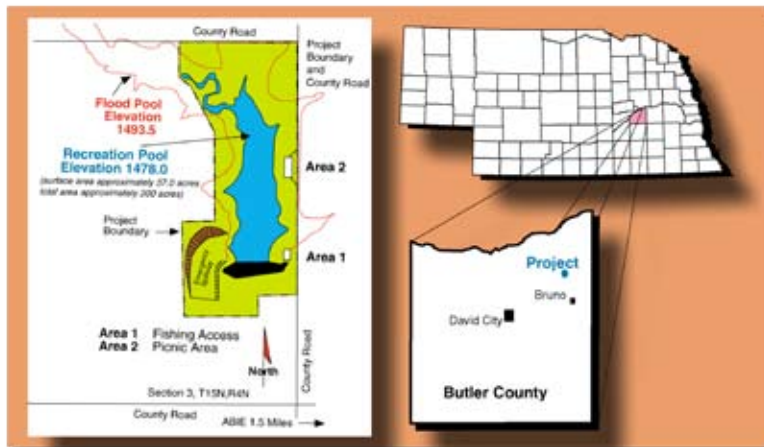 County Road
Project
Boundary
and
County Road
Flood Pool
Elevation
1493.5
Recreation Pool
Elevation 1478.0
(surface area approximately 37.0 acres
total area approximately 200 acres)
Area 2
Project
Boundary
Area 1
Emergency
Spillway
Area 1 Fishing Access
Area 2 Picnic Area
North
County Road
Section 3, T15N,R4N
County Road
ABIE 1.5 Miles
Project
Bruno
David City
Butler County